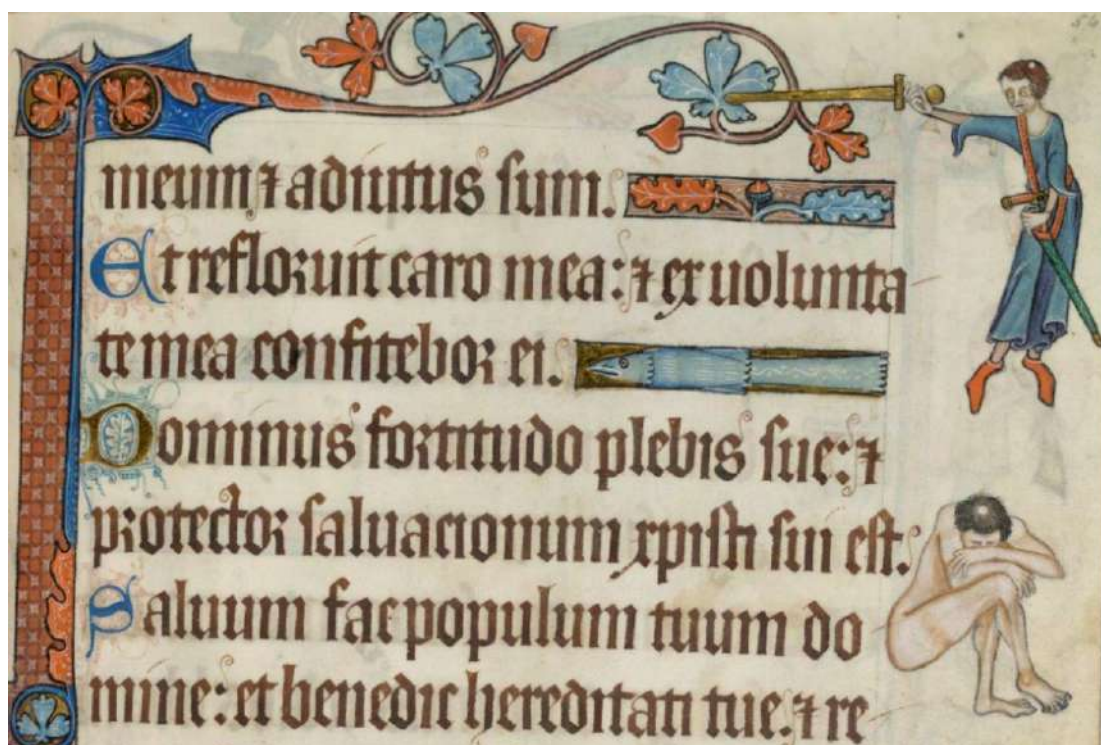 54
meum ⁊ adiutus sum.
Et refloruit caro mea: ⁊ ex uolunta
te mea confitebor ei.
Dominus fortitudo plebis sue: ⁊
protector saluacionum xpisti sui est.
Saluum fac populum tuum do
mine: et benedic hereditati tue. ⁊ re